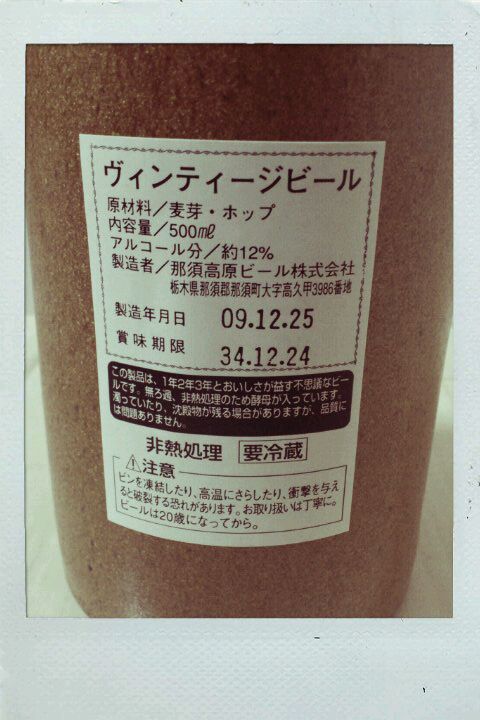 ヴィンティージビール
原材料／麦芽・ホップ
内容量／500㎖
アルコール分／約12%
製造者／那須高原ビール株式会社
栃木県那須郡那須町大字高久甲3986番地
製造年月日 09.12.25
賞味期限 34.12.24
この製品は、1年2年3年とおいしさが益す不思議なビー
ルです。無ろ過、非熱処理のため酵母が入っています。
濁っていたり、沈殿物が残る場合がありますが、品質に
は問題ありません。
非熱処理 要冷蔵
⚠注意
ビンを凍結したり、高温にさらしたり、衝撃を与え
ると破裂する恐れがあります。お取り扱いは丁寧に。
ビールは20歳になってから。